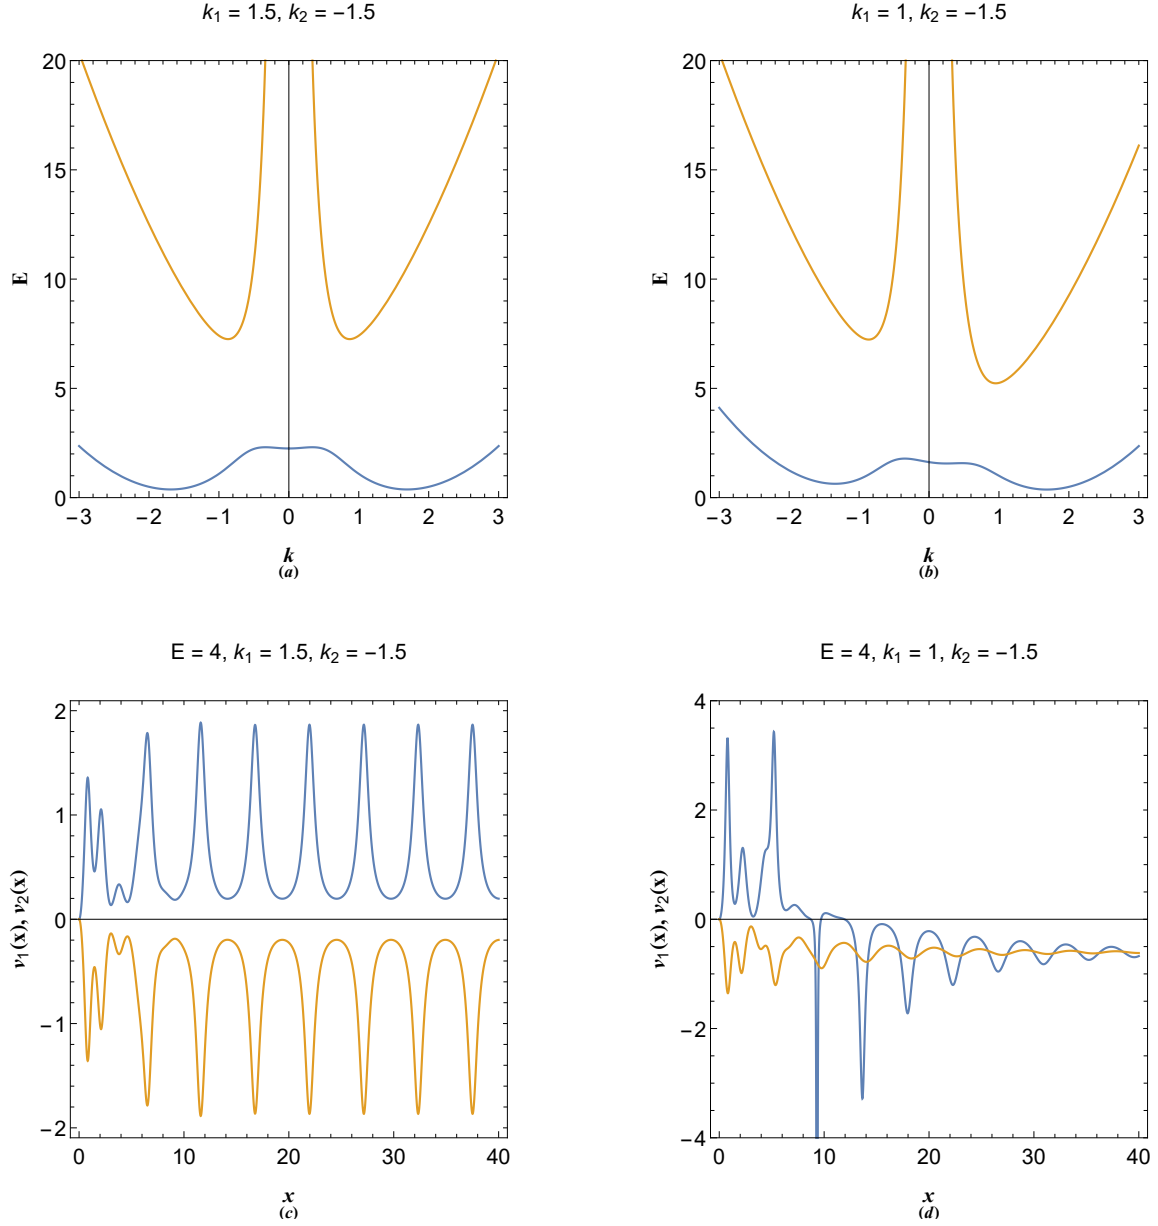 k₁ = 1.5, k₂ = −1.5
20
15
10
5
0
E
−3 −2 −1 0 1 2 3
k
(a)
k₁ = 1, k₂ = −1.5
20
15
10
5
0
E
−3 −2 −1 0 1 2 3
k
(b)
E = 4, k₁ = 1.5, k₂ = −1.5
2
1
0
−1
−2
v₁(x), v₂(x)
0 10 20 30 40
x
(c)
E = 4, k₁ = 1, k₂ = −1.5
4
2
0
−2
−4
v₁(x), v₂(x)
0 10 20 30 40
x
(d)